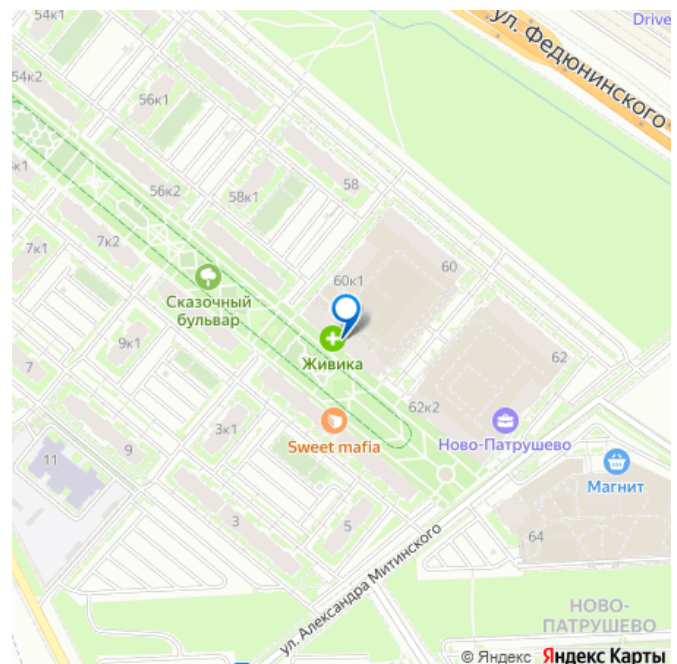 54к1
Drive
ул. Федюнинского
54к2
56к1
56к2
58к1
58
к1
7к2
7к1
60к1
60
Сказочный
бульвар
9к1
Живика
62
7
62к2
3к1
Sweet mafia
Ново-Патрушево
9
11
Магнит
3
5
64
ул. Александра Митинского
НОВО-
ПАТРУШЕВО
© Яндекс Яндекс Карты